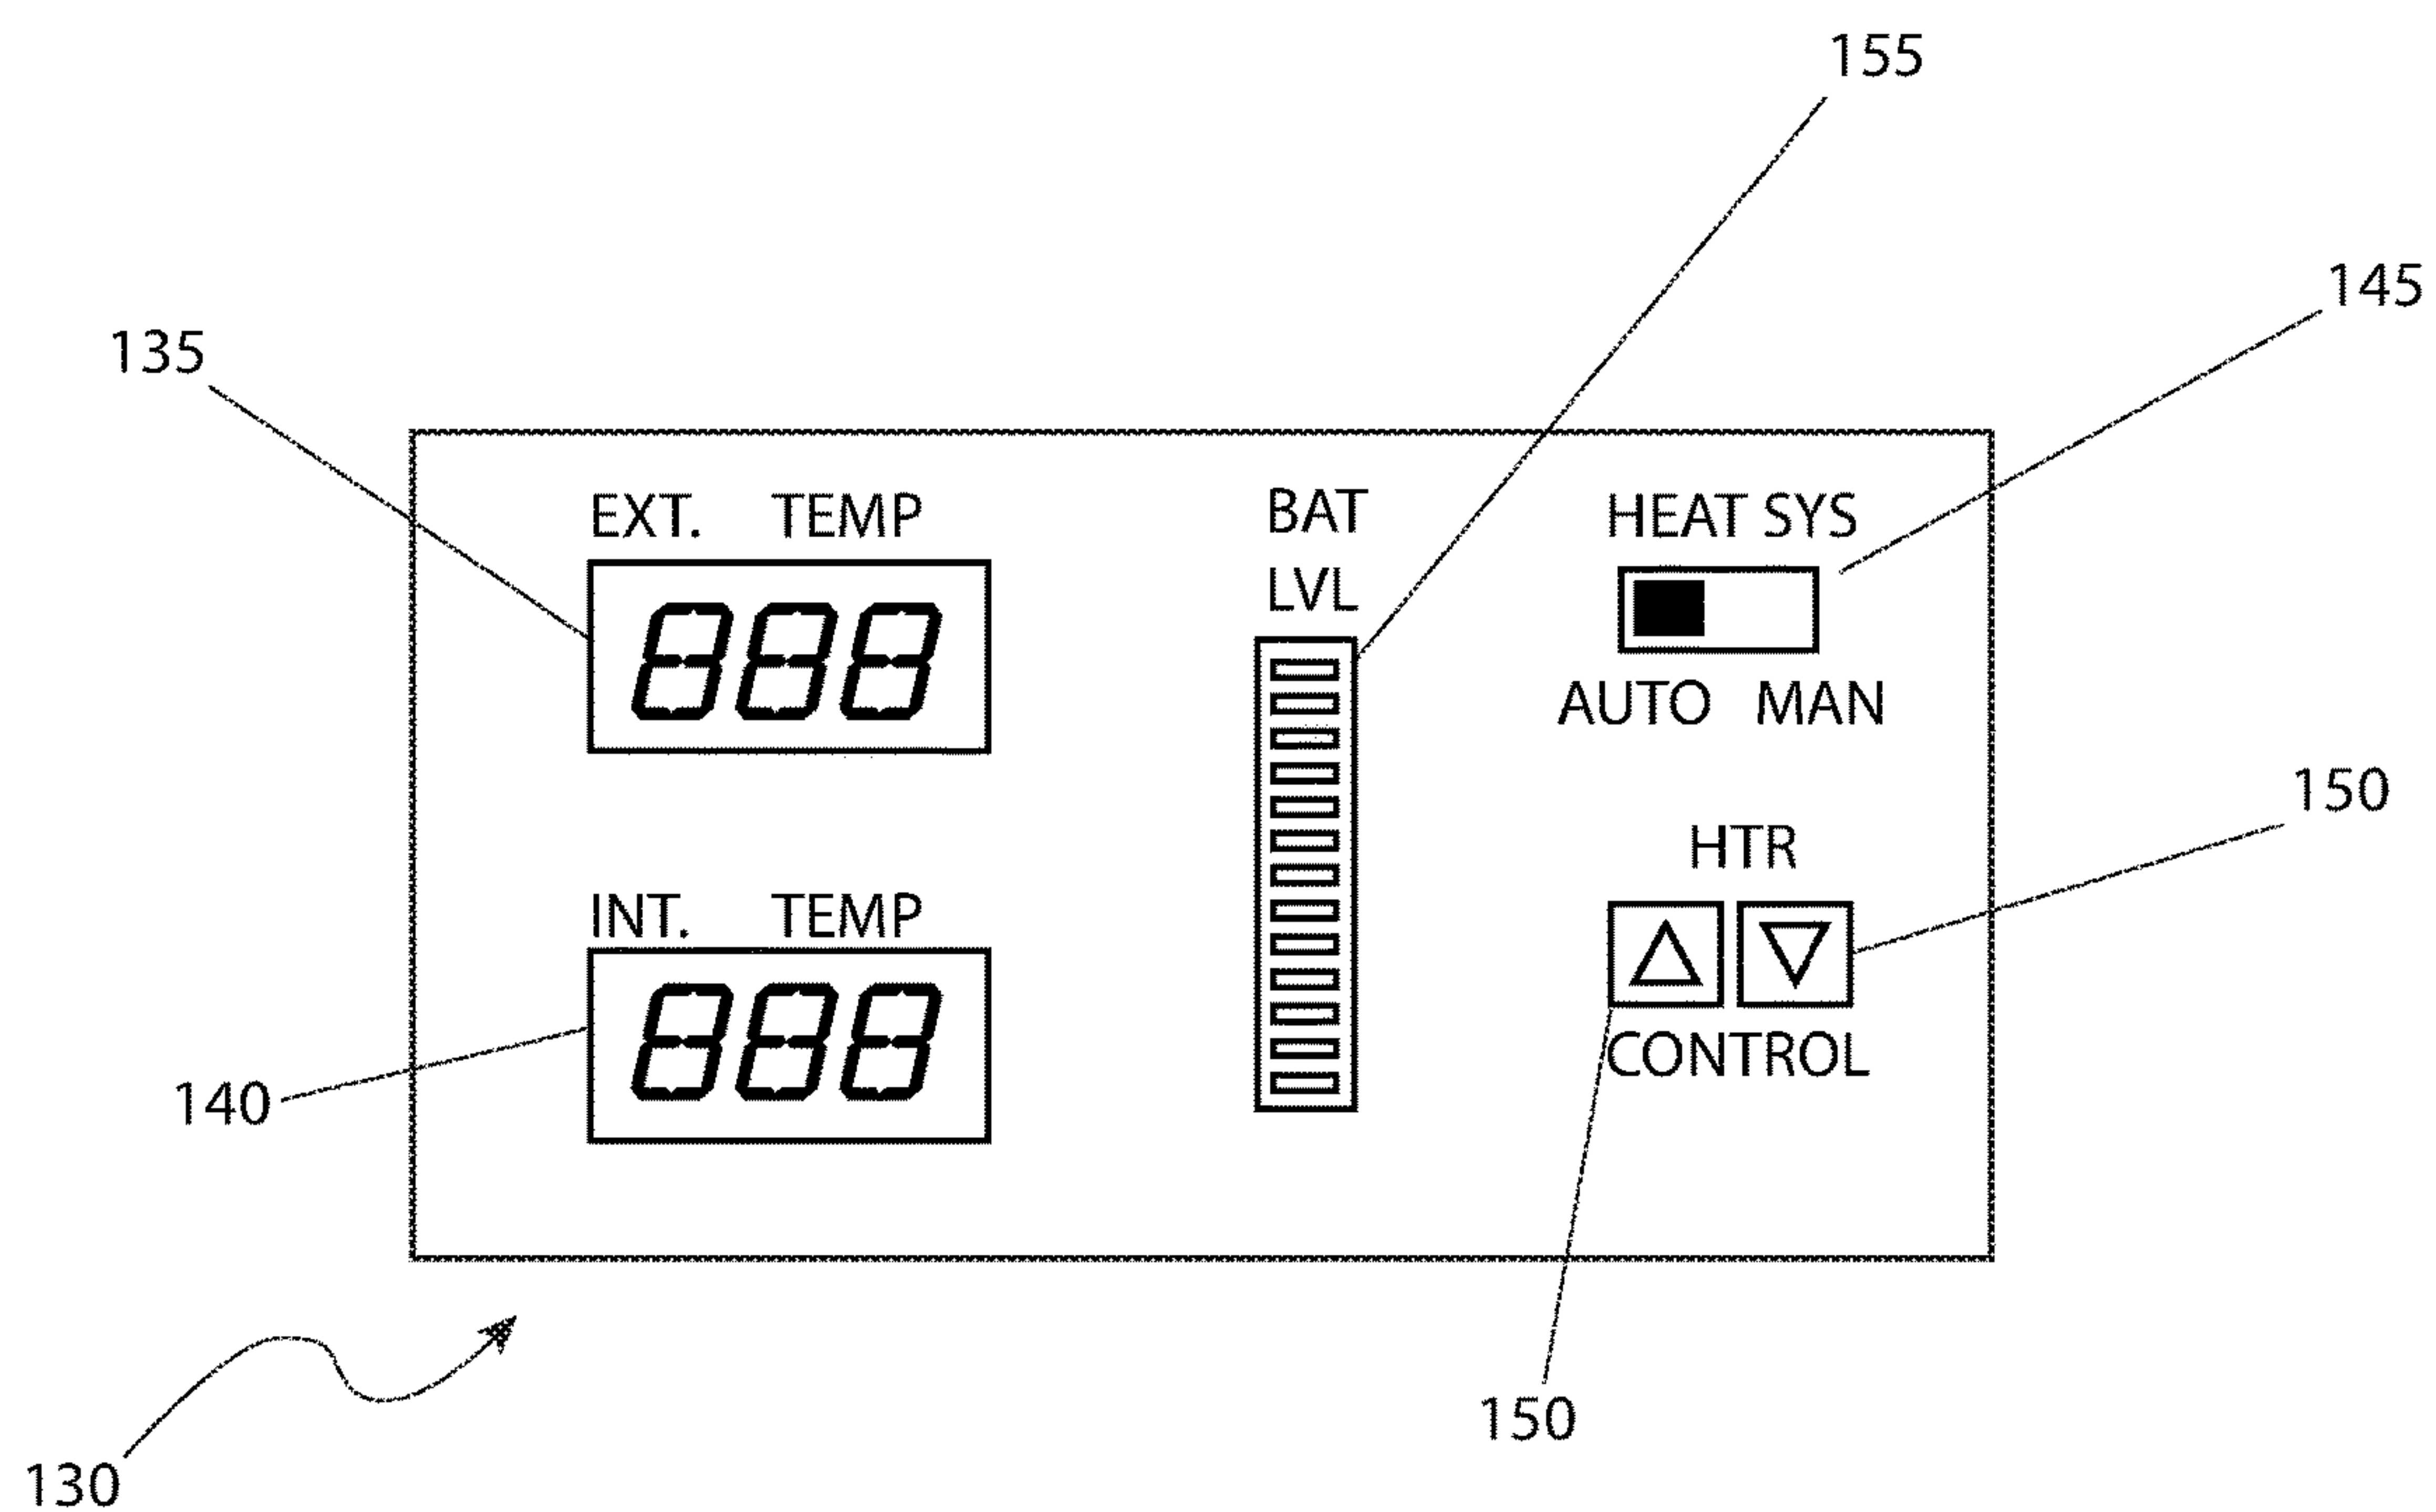 155
145
135
EXT. TEMP
888
BAT
LVL
HEAT SYS
AUTO MAN
150
HTR
CONTROL
INT. TEMP
888
140
150
130